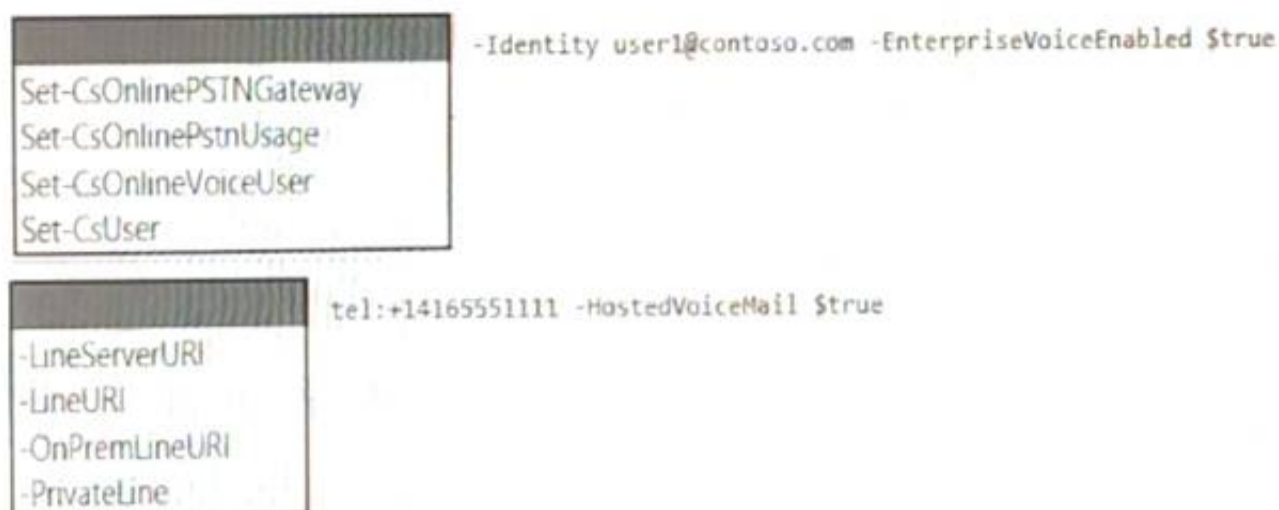 -Identity user1@contoso.com -EnterpriseVoiceEnabled $true
Set-CsOnlinePSTNGateway
Set-CsOnlinePstnUsage
Set-CsOnlineVoiceUser
Set-CsUser
tel:+14165551111 -HostedVoiceMail $true
-LineServerURI
-LineURI
-OnPremLineURI
-PrivateLine